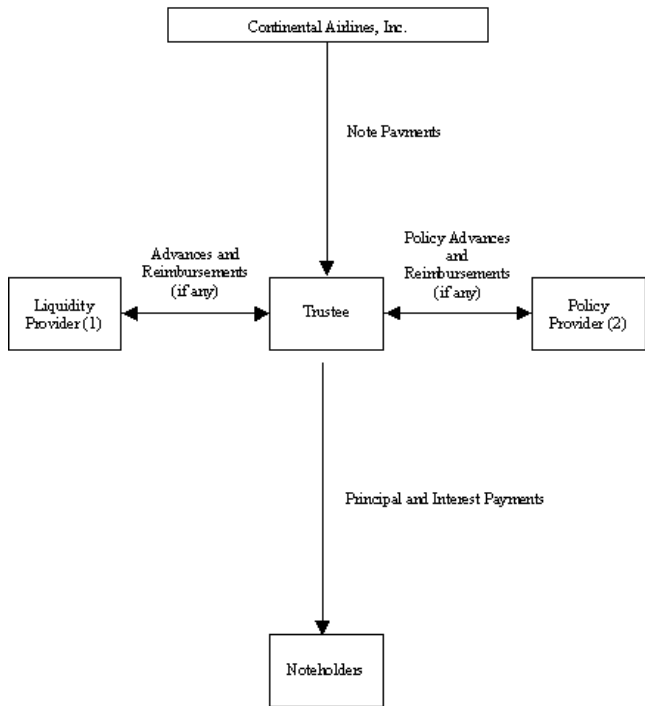 Continental Airlines, Inc.
Note Payments
Advances and
Reimbursements
(if any)
Policy Advances
and
Reimbursements
(if any)
Liquidity
Provider (1)
Trustee
Policy
Provider (2)
Principal and Interest Payments
Noteholders